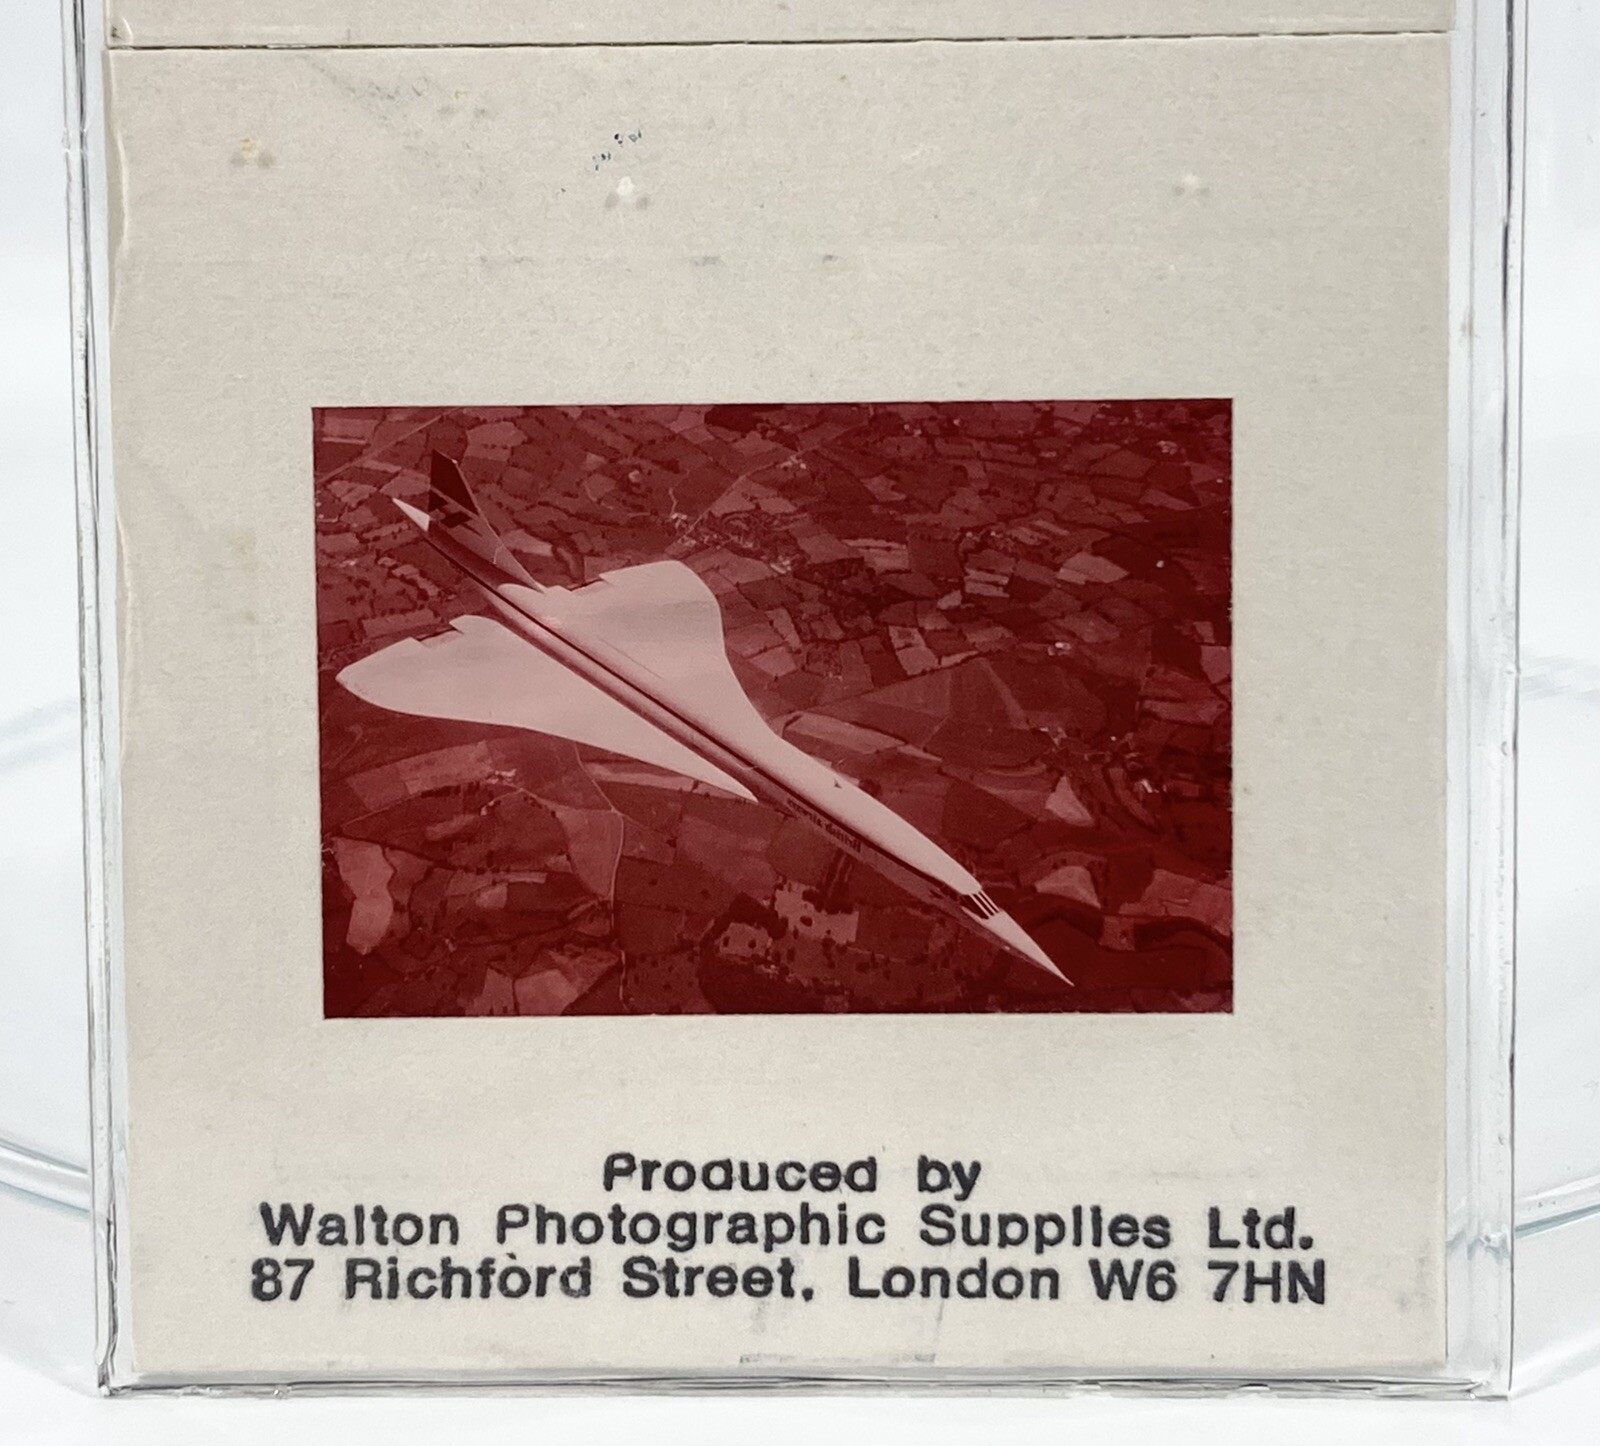 Produced by
Walton Photographic Supplies Ltd.
87 Richford Street, London W6 7HN